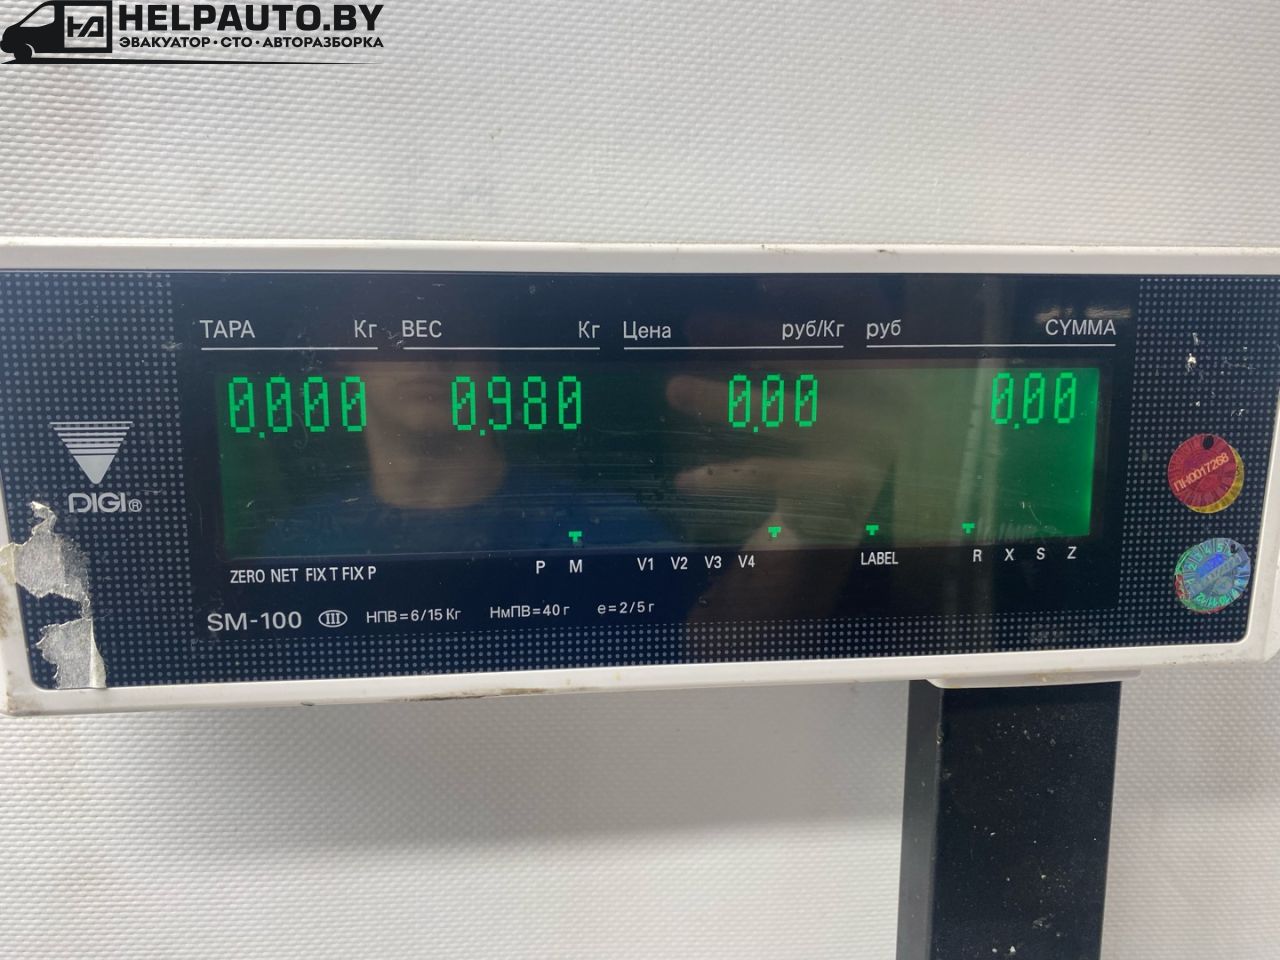 HELPAUTO.BY
ЭВАКУАТОР·СТО·АВТОРАЗБОРКА
ТАРА Кг ВЕС Кг Цена руб/Кг руб СУММА
0.000 0.980 0.00 0.00
DIGI®
ПН0017268
ZERO NET FIX T FIX P P M V1 V2 V3 V4 LABEL R X S Z
SM-100 III НПВ=6/15 Кг НмПВ=40 г e=2/5 г